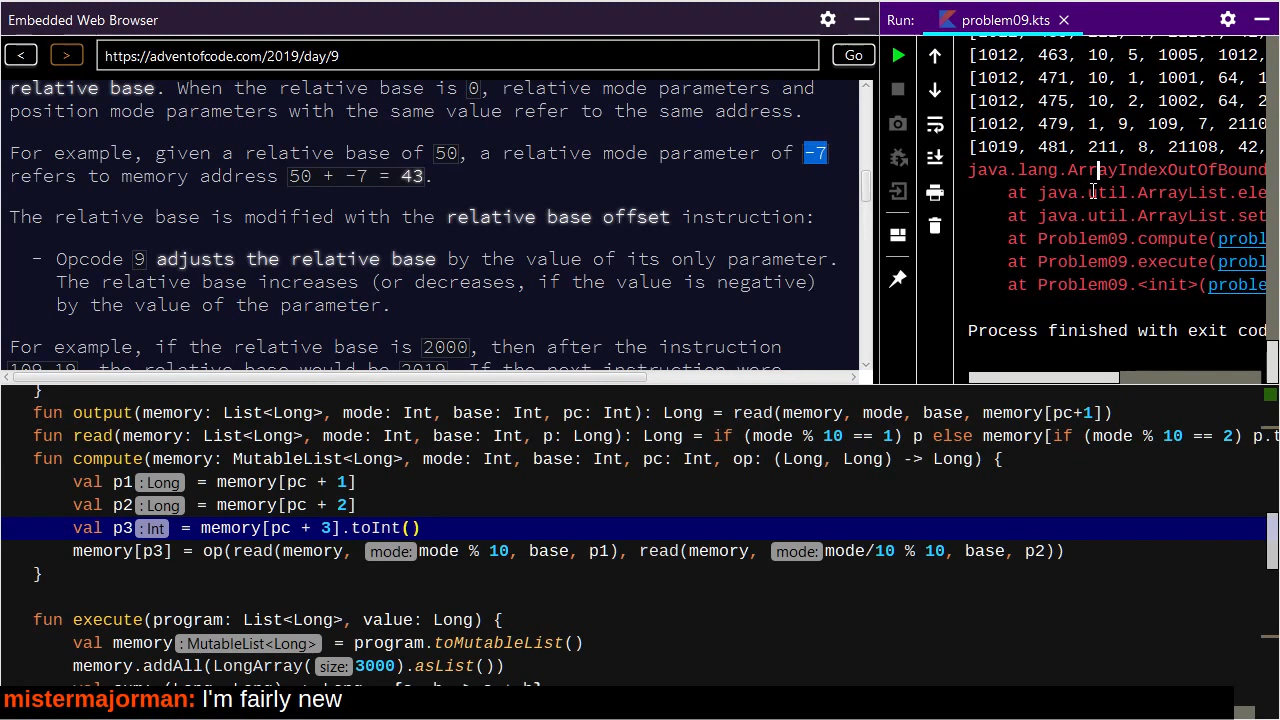 Embedded Web Browser
<
>
https://adventofcode.com/2019/day/9
Go
relative base. When the relative base is 0, relative mode parameters and
position mode parameters with the same value refer to the same address.
For example, given a relative base of 50, a relative mode parameter of -7
refers to memory address 50 + -7 = 43.
The relative base is modified with the relative base offset instruction:
- Opcode 9 adjusts the relative base by the value of its only parameter.
The relative base increases (or decreases, if the value is negative)
by the value of the parameter.
For example, if the relative base is 2000, then after the instruction
109,19, the relative base would be 2019. If the next instruction were
Run: problem09.kts
[1012, 463, 10, 5, 1005, 1012,
[1012, 471, 10, 1, 1001, 64, 1
[1012, 475, 10, 2, 1002, 64, 2
[1012, 479, 1, 9, 109, 7, 2110
[1019, 481, 211, 8, 21108, 42,
java.lang.ArrayIndexOutOfBound
at java.util.ArrayList.ele
at java.util.ArrayList.set
at Problem09.compute(probl
at Problem09.execute(probl
at Problem09.<init>(proble
Process finished with exit cod
}
fun output(memory: List<Long>, mode: Int, base: Int, pc: Int): Long = read(memory, mode, base, memory[pc+1])
fun read(memory: List<Long>, mode: Int, base: Int, p: Long): Long = if (mode % 10 == 1) p else memory[if (mode % 10 == 2) p.t
fun compute(memory: MutableList<Long>, mode: Int, base: Int, pc: Int, op: (Long, Long) -> Long) {
val p1 : Long = memory[pc + 1]
val p2 : Long = memory[pc + 2]
val p3 : Int = memory[pc + 3].toInt()
memory[p3] = op(read(memory, mode: mode % 10, base, p1), read(memory, mode: mode/10 % 10, base, p2))
}
fun execute(program: List<Long>, value: Long) {
val memory : MutableList<Long> = program.toMutableList()
memory.addAll(LongArray( size: 3000).asList())
mistermajorman: I'm fairly new